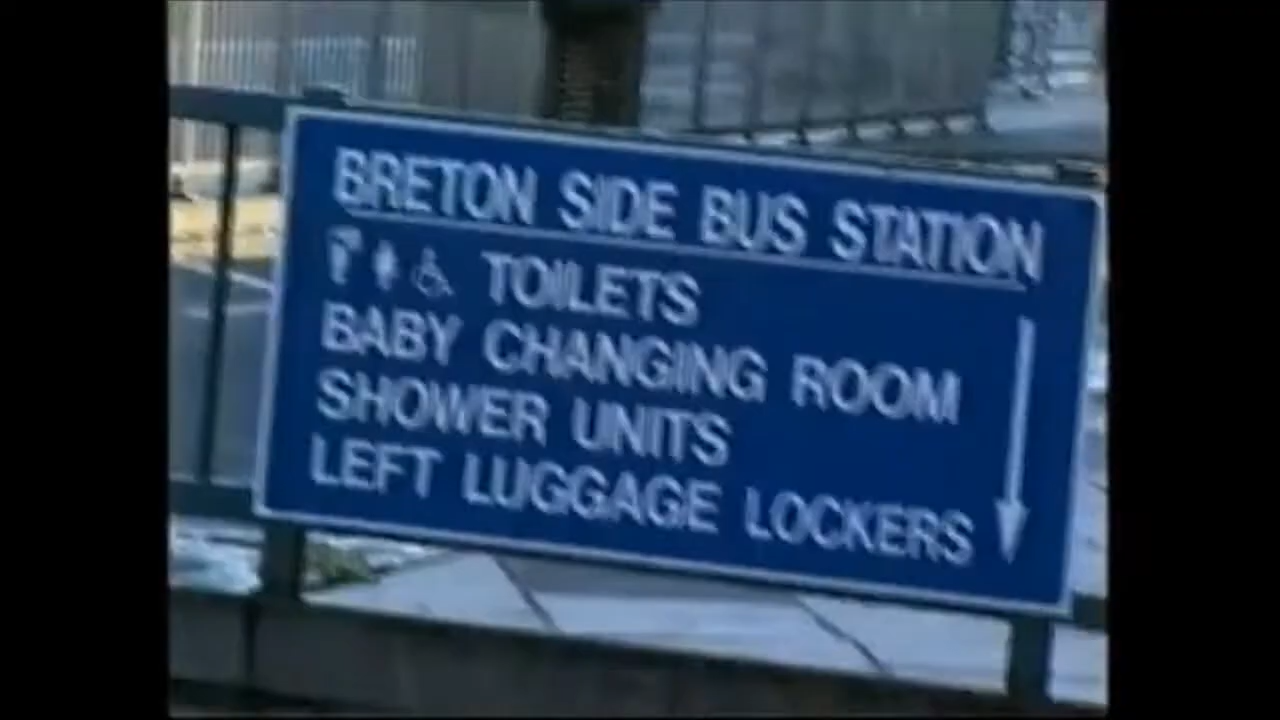 BRETON SIDE BUS STATION
TOILETS
BABY CHANGING ROOM
SHOWER UNITS
LEFT LUGGAGE LOCKERS